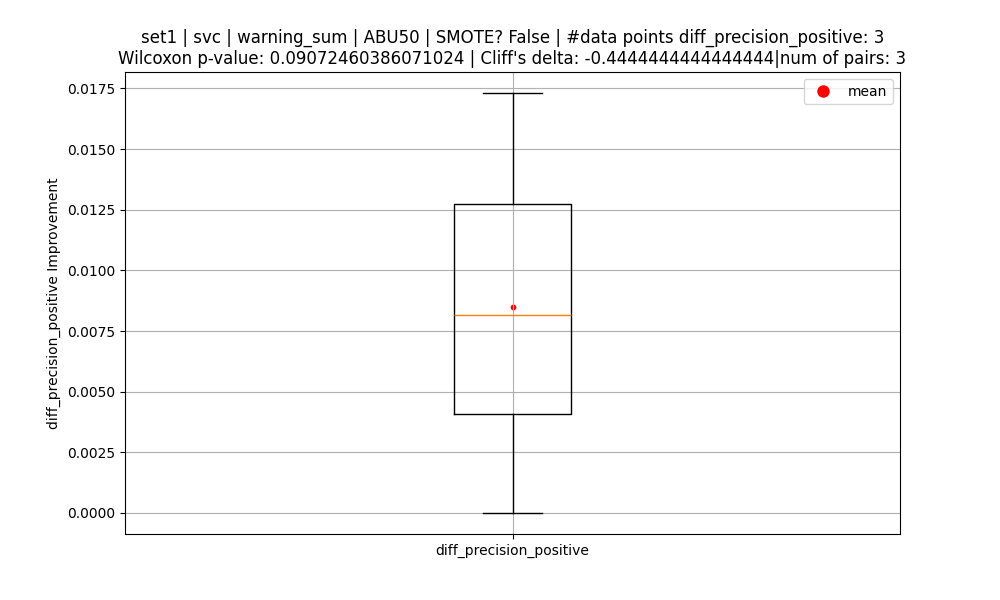 set1 | svc | warning_sum | ABU50 | SMOTE? False | #data points diff_precision_positive: 3
Wilcoxon p-value: 0.09072460386071024 | Cliff's delta: -0.4444444444444444|num of pairs: 3
mean
0.0175
0.0150
0.0125
0.0100
0.0075
0.0050
0.0025
0.0000
diff_precision_positive Improvement
diff_precision_positive